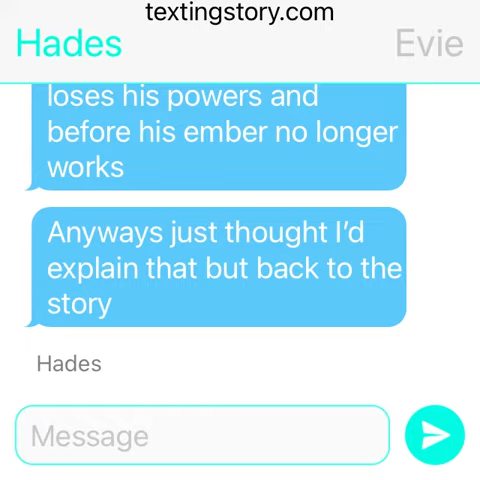 textingstory.com
Hades
Evie
loses his powers and
before his ember no longer
works
Anyways just thought I'd
explain that but back to the
story
Hades
Message